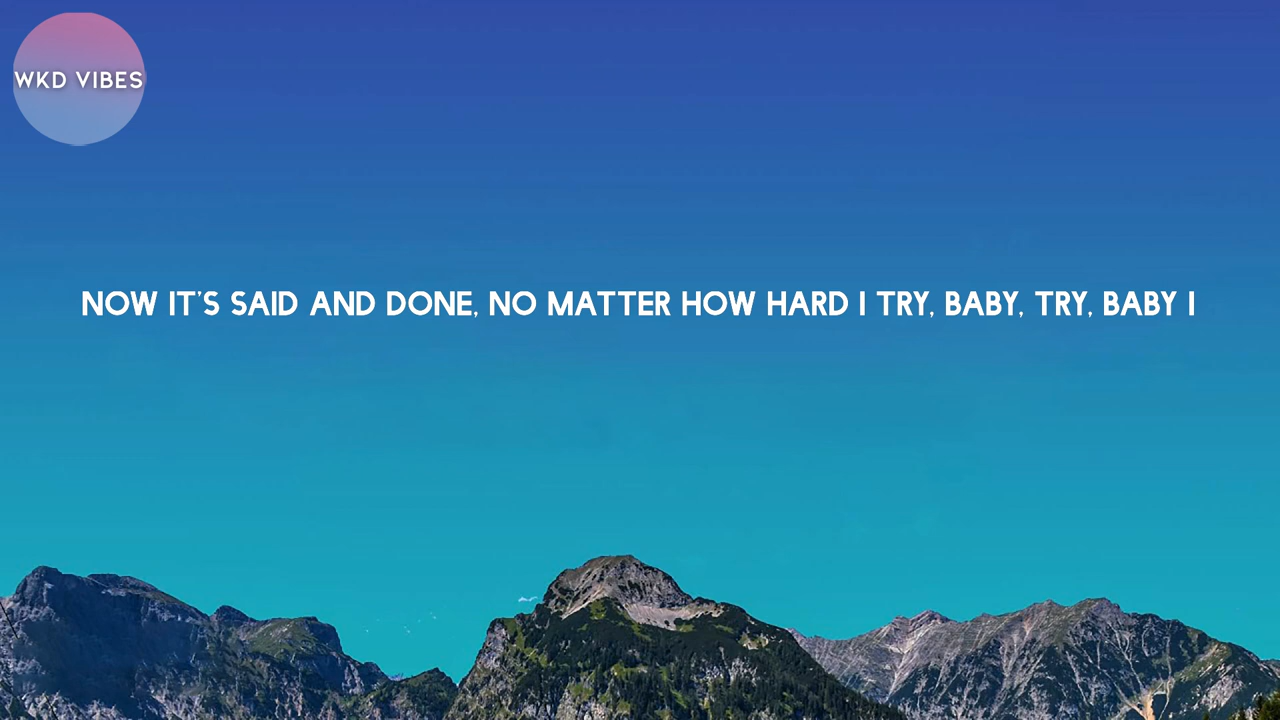 WKD VIBES
NOW IT'S SAID AND DONE, NO MATTER HOW HARD I TRY, BABY, TRY, BABY I